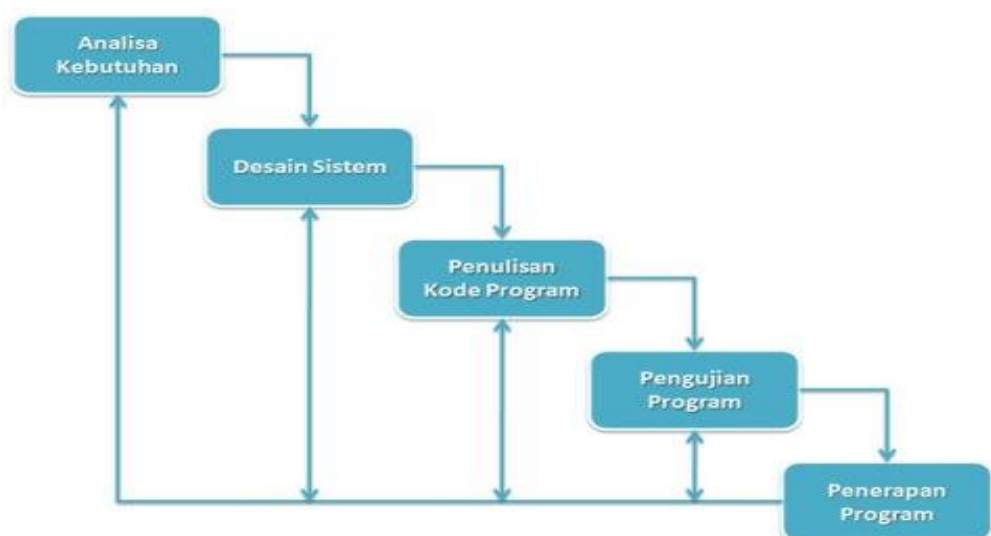 Analisa
Kebutuhan
Desain Sistem
Penulisan
Kode Program
Pengujian
Program
Penerapan
Program